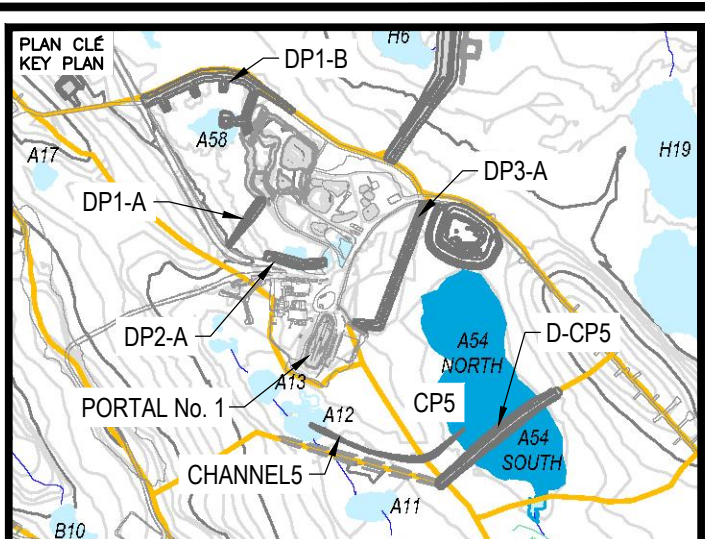 PLAN CLÉ
KEY PLAN
DP1-B
H6
A58
H19
A17
DP3-A
DP1-A
A54
NORTH
D-CP5
DP2-A
A13
CP5
PORTAL No. 1
A12
A54
SOUTH
CHANNEL5
A11
B10